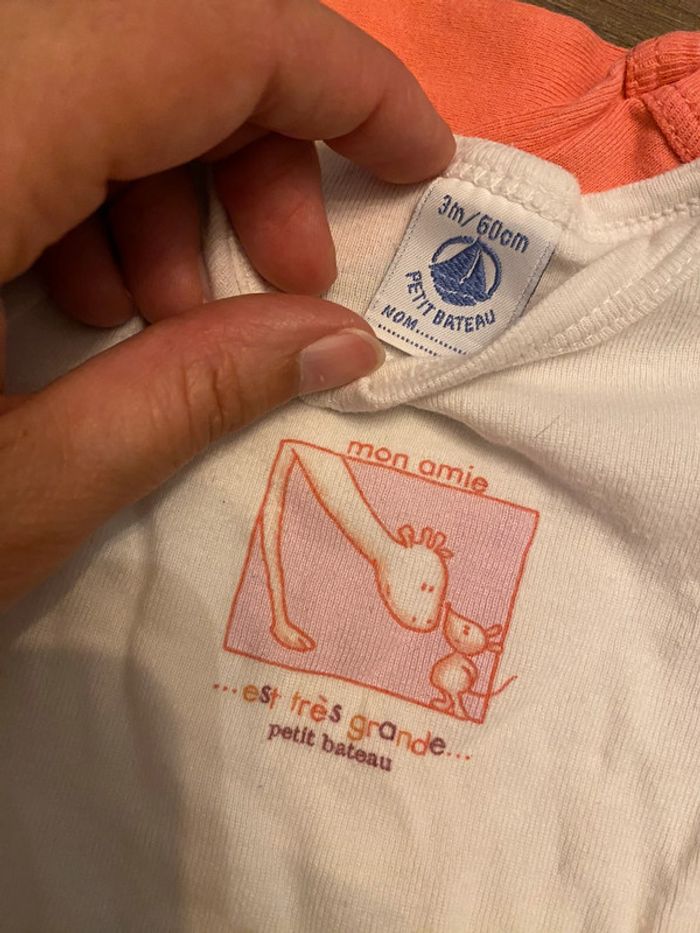 3m/60cm
PETIT BATEAU
NOM..........
mon amie
...est très grande...
petit bateau